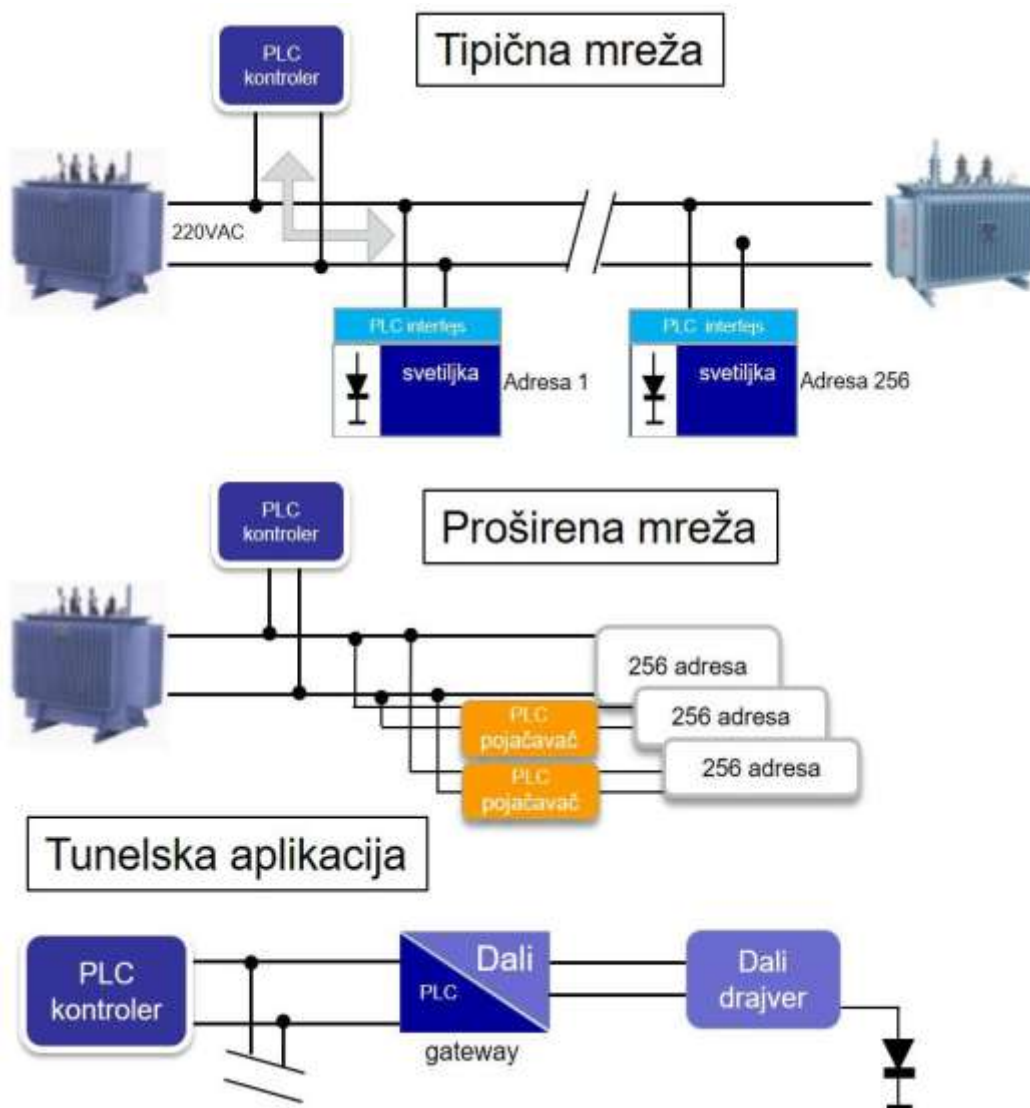 Tipična mreža
PLC
kontroler
220VAC
PLC interfejs
svetiljka
Adresa 1
PLC interfejs
svetiljka
Adresa 256
Proširena mreža
PLC
kontroler
256 adresa
256 adresa
256 adresa
PLC
pojačavač
PLC
pojačavač
Tunelska aplikacija
PLC
kontroler
Dali
PLC
gateway
Dali
drajver